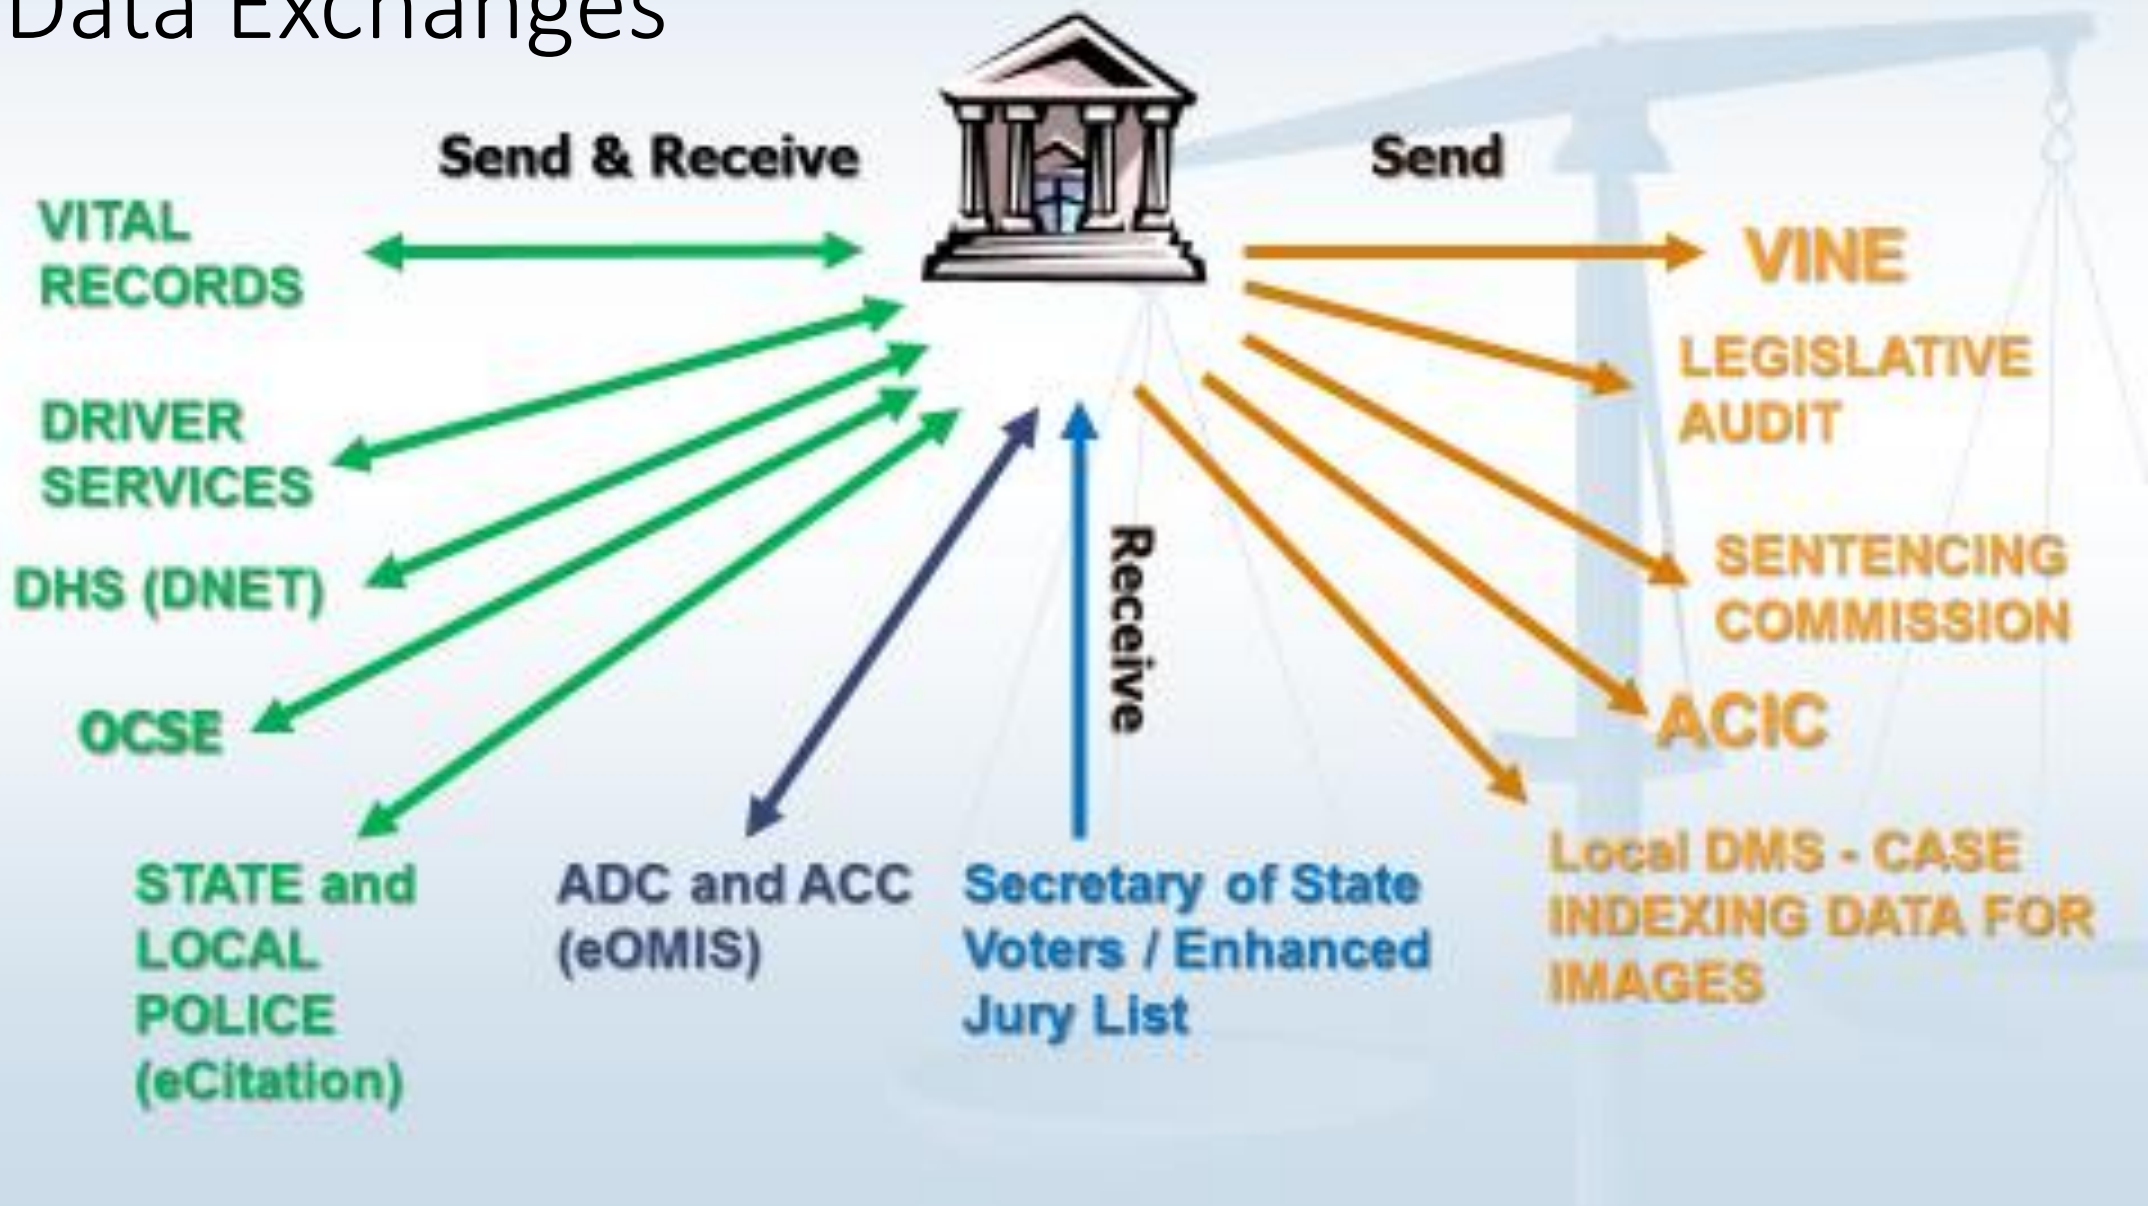 Data Exchanges
Send & Receive
Send
VITAL
RECORDS
DRIVER
SERVICES
DHS (DNET)
OCSE
STATE and
LOCAL
POLICE
(eCitation)
ADC and ACC
(eOMIS)
Receive
Secretary of State
Voters / Enhanced
Jury List
VINE
LEGISLATIVE
AUDIT
SENTENCING
COMMISSION
ACIC
Local DMS - CASE
INDEXING DATA FOR
IMAGES